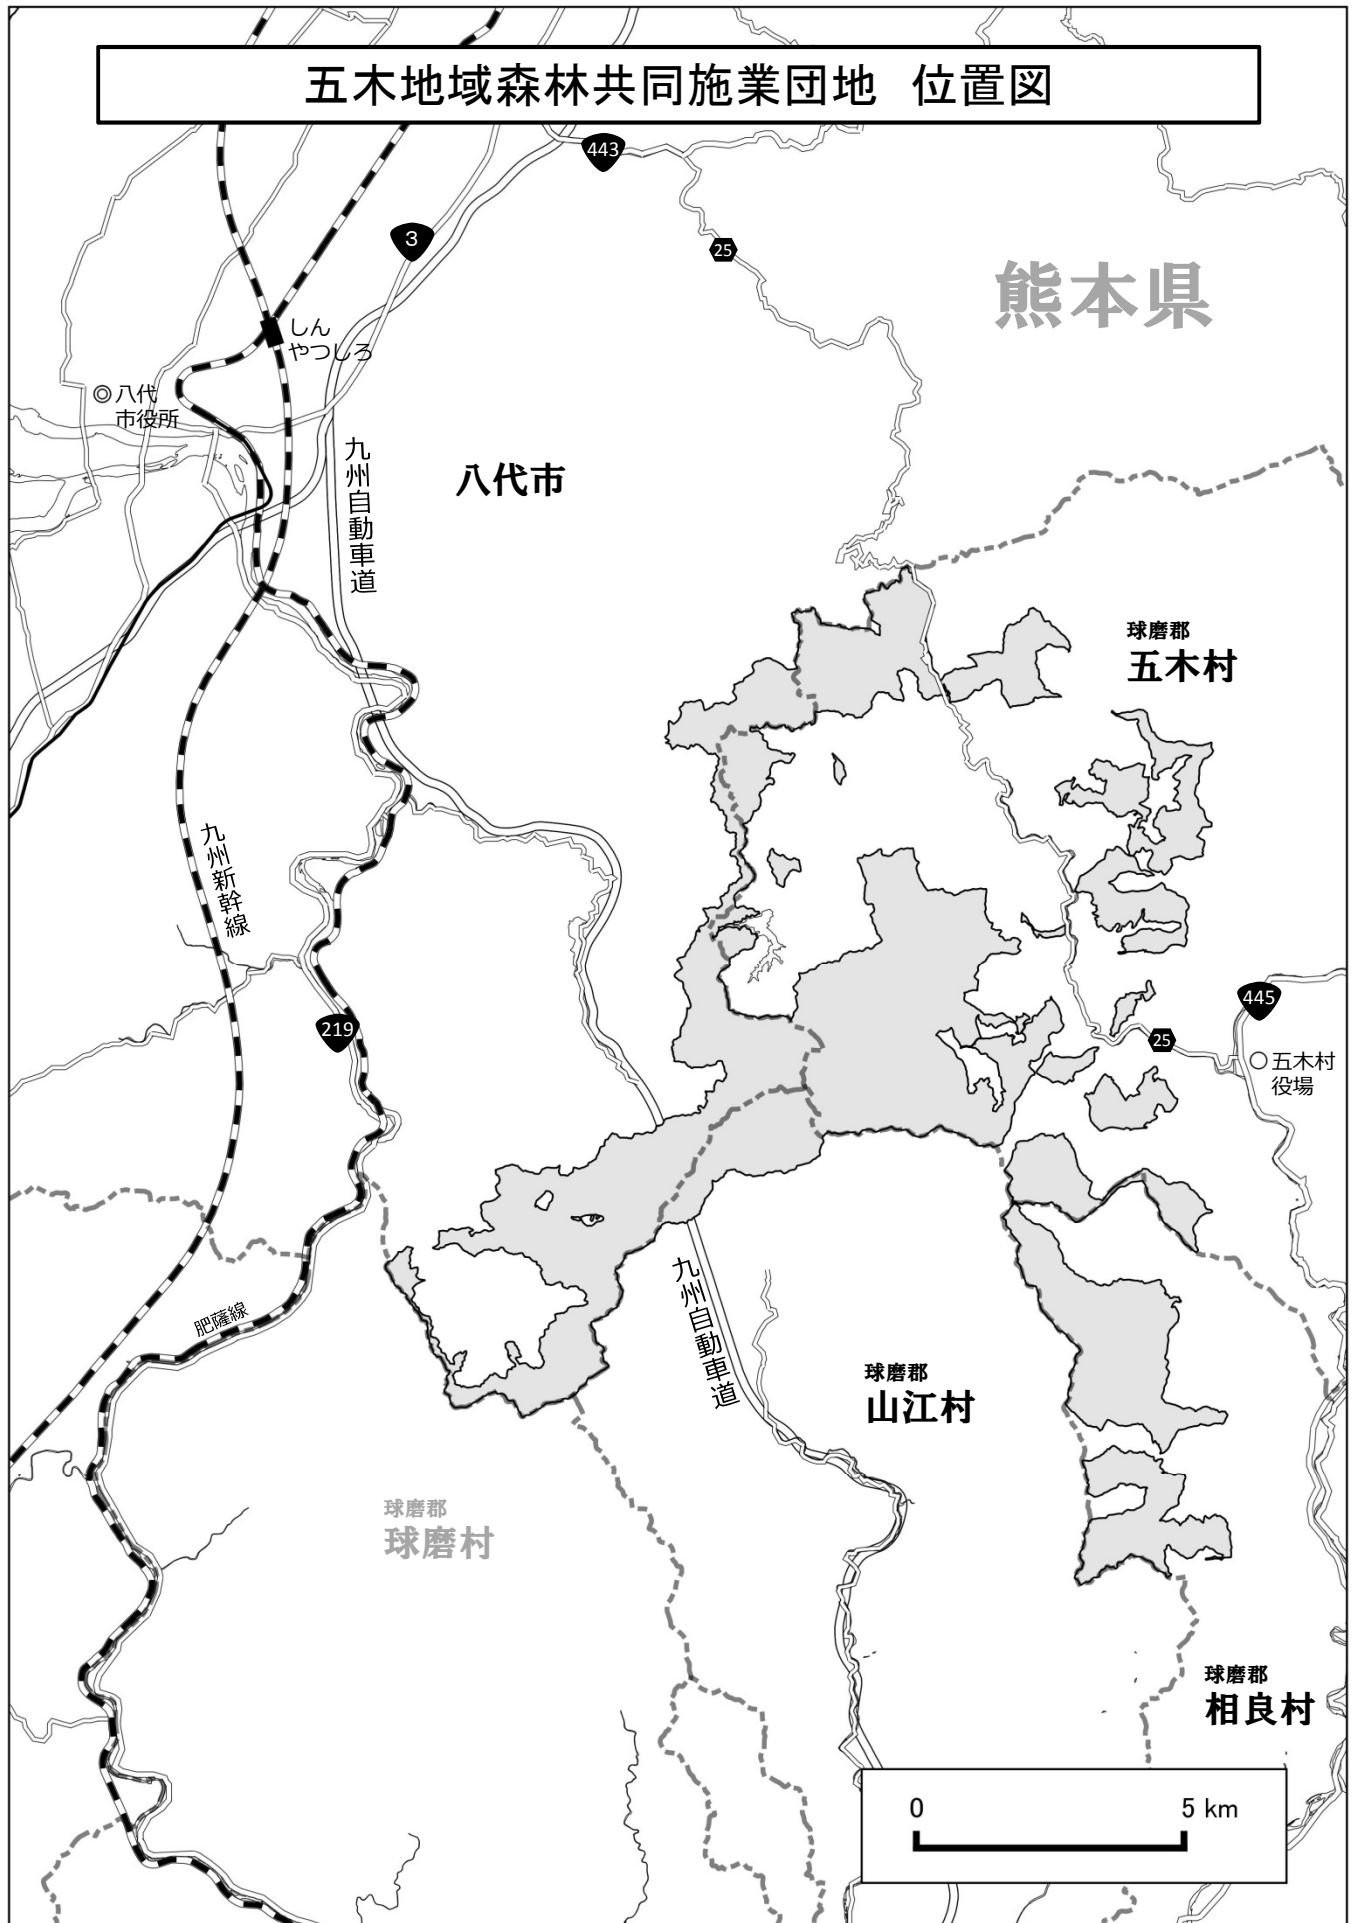 五木地域森林共同施業団地　位置図
443
3
25
熊本県
しん
やつしろ
八代
市役所
九州自動車道
八代市
球磨郡
五木村
九州新幹線
219
445
25
五木村
役場
九州自動車道
肥薩線
球磨郡
山江村
球磨郡
球磨村
球磨郡
相良村
0 5 km